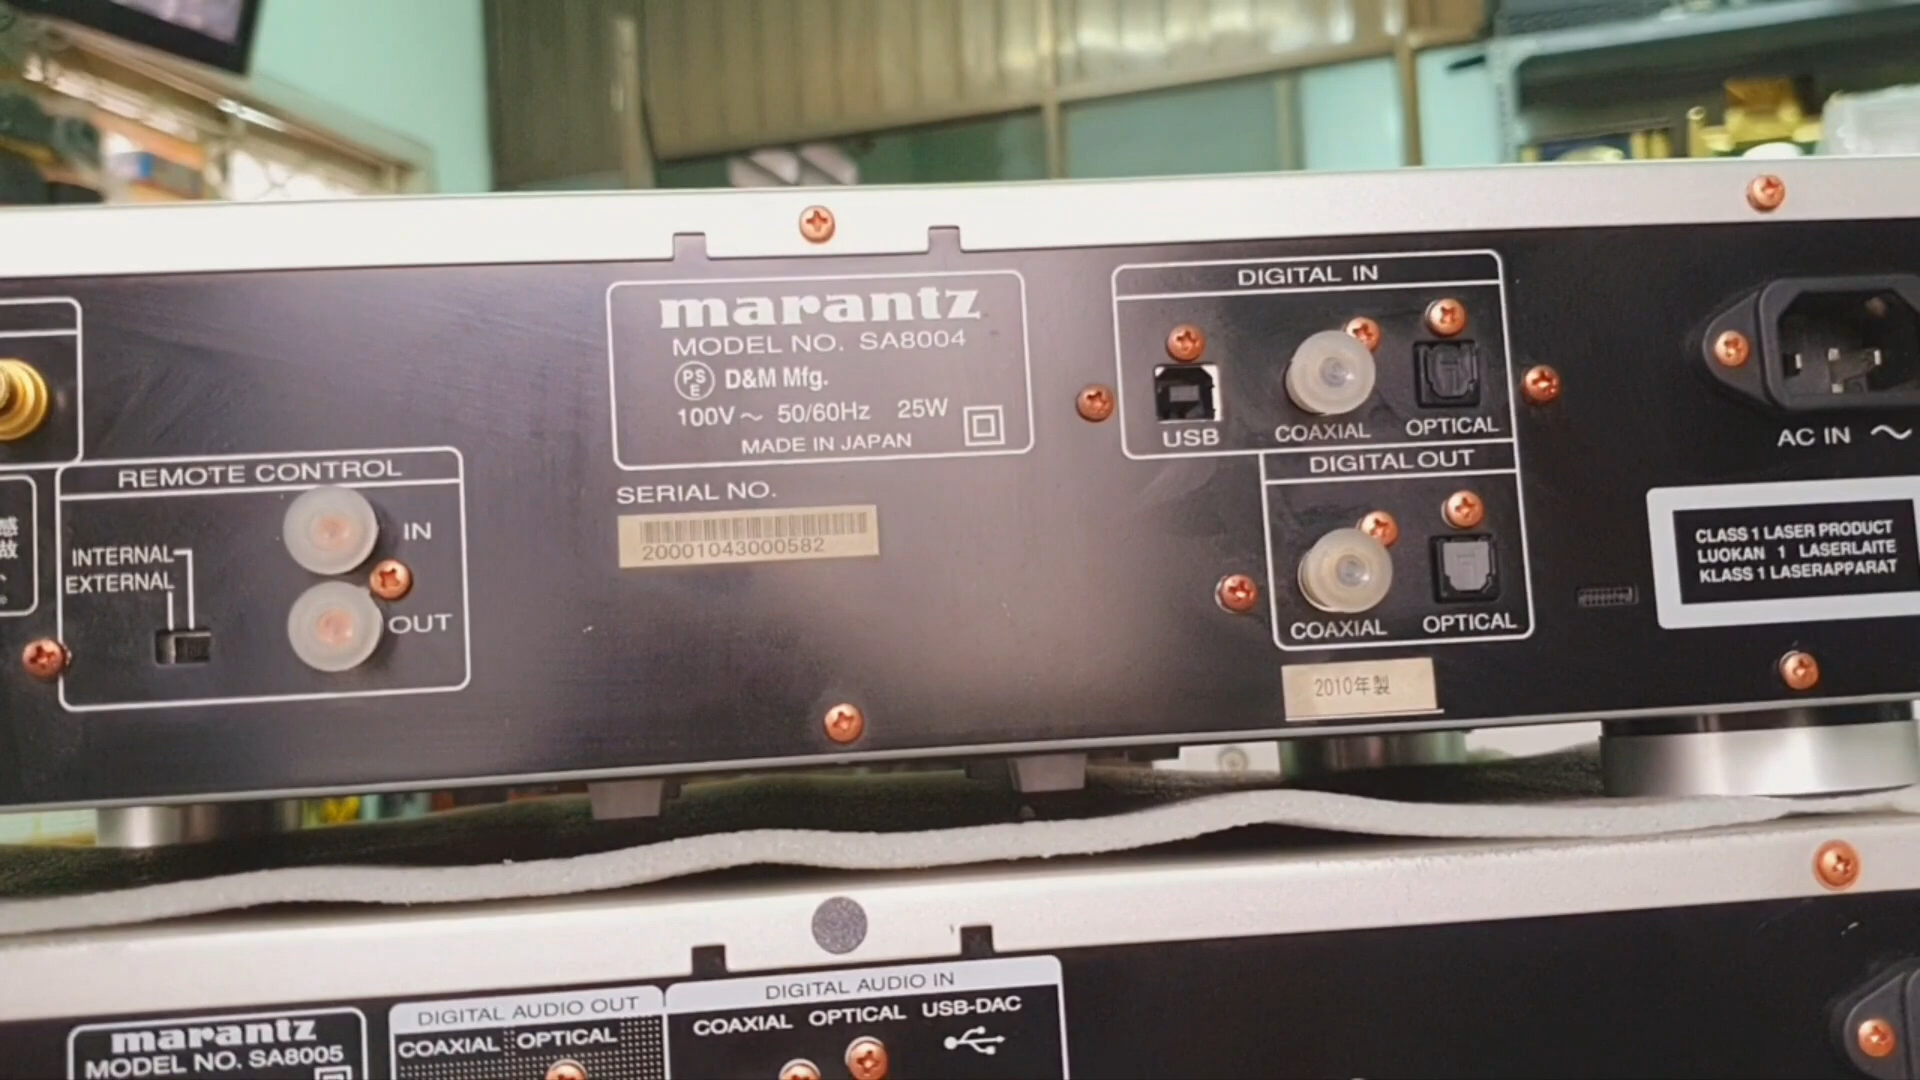 marantz
MODEL NO. SA8004
PSE D&M Mfg.
100V ~ 50/60Hz 25W
MADE IN JAPAN
SERIAL NO.
20001043000582
REMOTE CONTROL
IN
INTERNAL
EXTERNAL
OUT
DIGITAL IN
USB
COAXIAL
OPTICAL
DIGITAL OUT
COAXIAL
OPTICAL
2010年製
AC IN ~
CLASS 1 LASER PRODUCT
LUOKAN 1 LASERLAITE
KLASS 1 LASERAPPARAT
marantz
MODEL NO. SA8005
DIGITAL AUDIO OUT
COAXIAL OPTICAL
DIGITAL AUDIO IN
COAXIAL OPTICAL USB-DAC